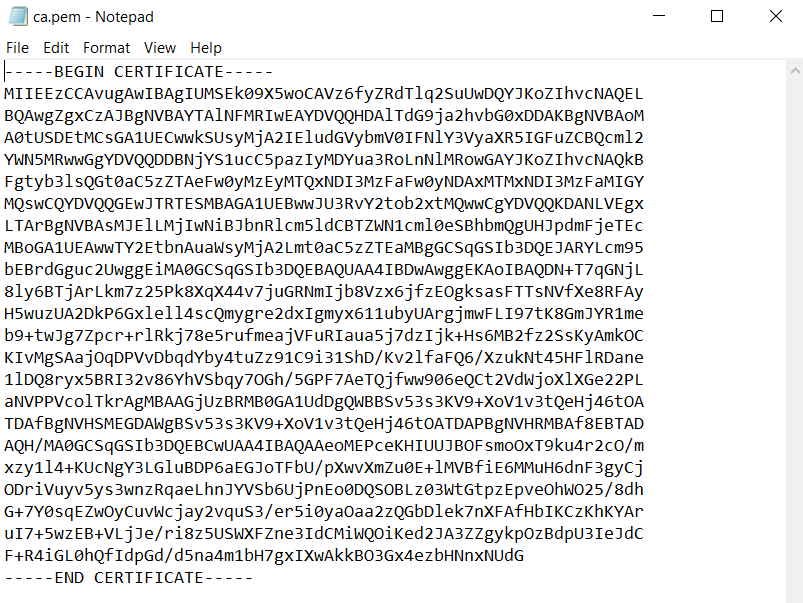 ca.pem - Notepad
File Edit Format View Help
-----BEGIN CERTIFICATE-----
MIIEEzCCAvugAwIBAgIUMSEk09X5woCAVz6fyZRdTlq2SuUwDQYJKoZIhvcNAQEL
BQAwgZgxCzAJBgNVBAYTAlNFMRIwEAYDVQQHDAlTdG9ja2hvbG0xDDAKBgNVBAoM
A0tUSDEtMCsGA1UECwwkSUsyMjA2IEludGVybmV0IFNlY3VyaXR5IGFuZCBQcml2
YWN5MRwwGgYDVQQDDBNjYS1ucC5pazIyMDYua3RoLnNlMRowGAYJKoZIhvcNAQkB
Fgtyb3lsQGt0aC5zZTAeFw0yMzEyMTQxNDI3MzFaFw0yNDAxMTMxNDI3MzFaMIGY
MQswCQYDVQQGEwJTRTESMBAGA1UEBwwJU3RvY2tob2xtMQwwCgYDVQQKDANLVEgx
LTArBgNVBAsMJElLMjIwNiBJbnRlcm5ldCBTZWN1cml0eSBhbmQgUHJpdmFjeTEc
MBoGA1UEAwwTY2EtbnAuaWsyMjA2Lmt0aC5zZTEaMBgGCSqGSIb3DQEJARYLcm95
bEBrdGguc2UwggEiMA0GCSqGSIb3DQEBAQUAA4IBDwAwggEKAoIBAQDN+T7qGNjL
8ly6BTjArLkm7z25Pk8XqX44v7juGRNmIjb8Vzx6jfzEOgksasFTTsNVfXe8RFAy
H5wuzUA2DkP6Gxlell4scQmygre2dxIgmyx611ubyUArgjmwFLI97tK8GmJYR1me
b9+twJg7Zpcr+rlRkj78e5rufmeajVFuRIaua5j7dzIjk+Hs6MB2fz2SsKyAmkOC
KIvMgSAajOqDPVvDbqdYby4tuZz91C9i31ShD/Kv2lfaFQ6/XzukNt45HFlRDane
1lDQ8ryx5BRI32v86YhVSbqy7OGh/5GPF7AeTQjfww906eQCt2VdWjoXlXGe22PL
aNVPPVcolTkrAgMBAAGjUzBRMB0GA1UdDgQWBBSv53s3KV9+XoV1v3tQeHj46tOA
TDAfBgNVHSMEGDAWgBSv53s3KV9+XoV1v3tQeHj46tOATDAPBgNVHRMBAf8EBTAD
AQH/MA0GCSqGSIb3DQEBCwUAA4IBAQAAeoMEPceKHIUUJBOFsmoOxT9ku4r2cO/m
xzy1l4+KUcNgY3LGluBDP6aEGJoTFbU/pXwvXmZu0E+lMVBfiE6MMuH6dnF3gyCj
ODriVuyv5ys3wnzRqaeLhnJYVSb6UjPnEo0DQSOBLz03WtGtpzEpveOhWO25/8dh
G+7Y0sqEZwOyCuvWcjay2vquS3/er5i0yaOaa2zQGbDlek7nXFAfHbIKCzKhKYAr
uI7+5wzEB+VLjJe/ri8z5USWXFZne3IdCMiWQOiKed2JA3ZZgykpOzBdpU3IeJdC
F+R4iGL0hQfIdpGd/d5na4m1bH7gxIXwAkkBO3Gx4ezbHNnxNUdG
-----END CERTIFICATE-----